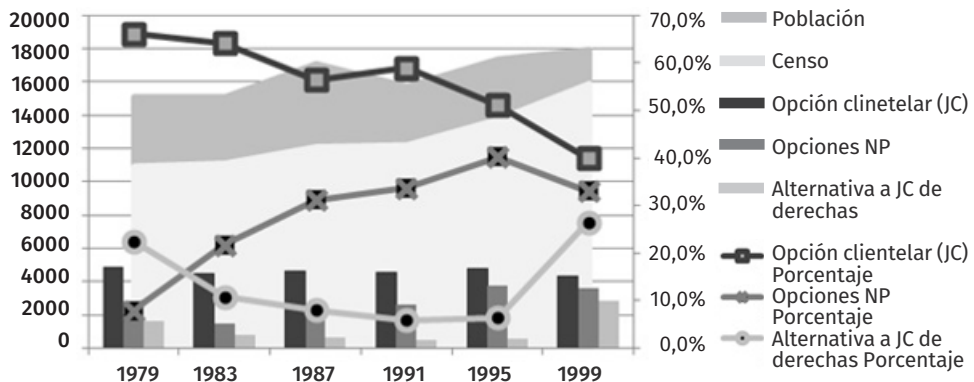 20000
18000
16000
14000
12000
10000
8000
6000
4000
2000
0
70,0%
60,0%
50,0%
40,0%
30,0%
20,0%
10,0%
0,0%
1979 1983 1987 1991 1995 1999
Población
Censo
Opción clinetelar (JC)
Opciones NP
Alternativa a JC de
derechas
Opción clientelar (JC)
Porcentaje
Opciones NP
Porcentaje
Alternativa a JC de
derechas Porcentaje